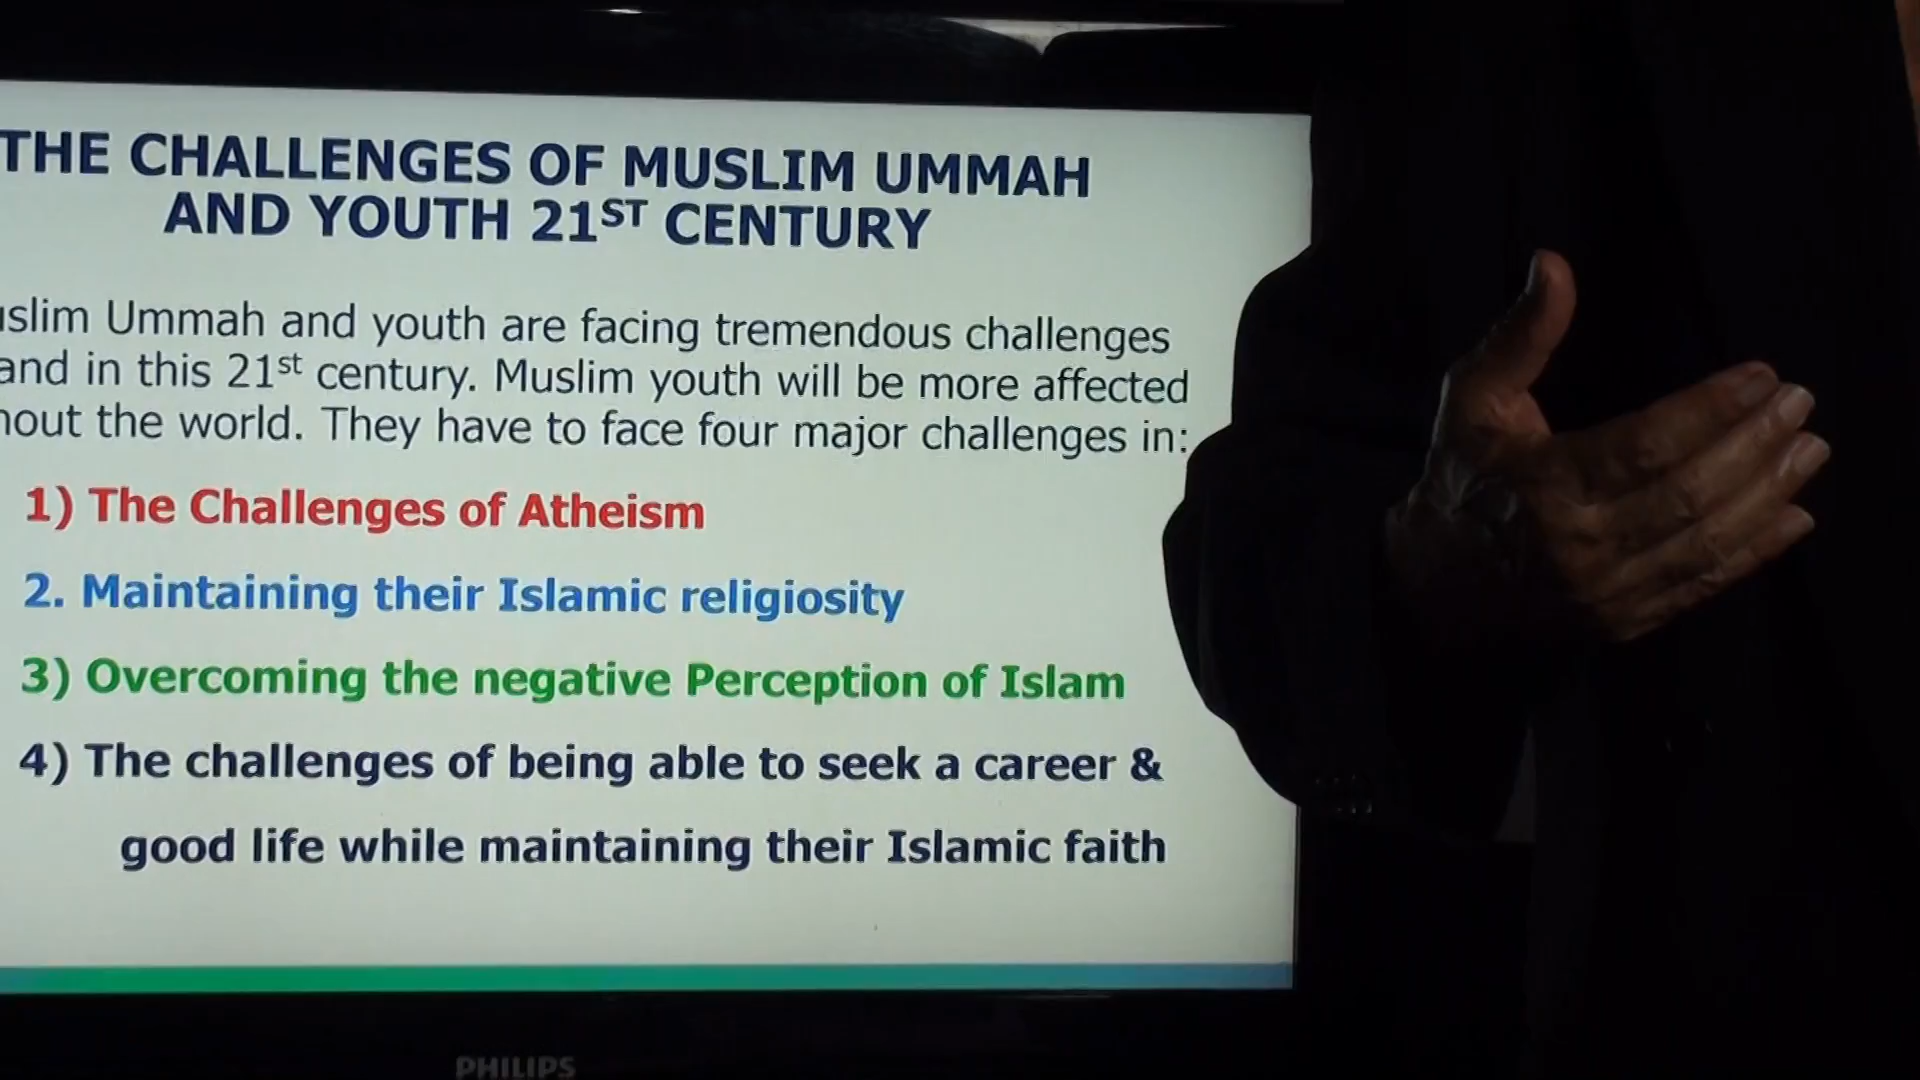 THE CHALLENGES OF MUSLIM UMMAH
AND YOUTH 21ST CENTURY
Ummah and youth are facing tremendous challenges
and in this 21st century. Muslim youth will be more affected
the world. They have to face four major challenges in:
1) The Challenges of Atheism
2. Maintaining their Islamic religiosity
3) Overcoming the negative Perception of Islam
4) The challenges of being able to seek a career &
good life while maintaining their Islamic faith
PHILIPS